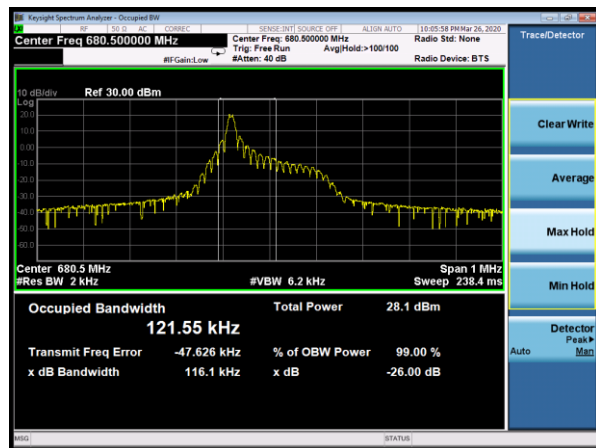 Keysight Spectrum Analyzer - Occupied BW
RF 50 Ω AC CORREC SENSE:INT SOURCE OFF ALIGN AUTO 10:05:58 PM Mar 26, 2020
Center Freq 680.500000 MHz
Center Freq: 680.500000 MHz
Radio Std: None
Trig: Free Run Avg|Hold:>100/100
#IFGain:Low #Atten: 40 dB Radio Device: BTS
Trace/Detector
10 dB/div Ref 30.00 dBm
Log
20.0
10.0
0.00
-10.0
-20.0
-30.0
-40.0
-50.0
-60.0
Center 680.5 MHz Span 1 MHz
#Res BW 2 kHz #VBW 6.2 kHz Sweep 238.4 ms
Occupied Bandwidth Total Power 28.1 dBm
121.55 kHz
Transmit Freq Error -47.626 kHz % of OBW Power 99.00 %
x dB Bandwidth 116.1 kHz x dB -26.00 dB
Clear Write
Average
Max Hold
Min Hold
Detector
Peak▶
Auto Man
MSG STATUS